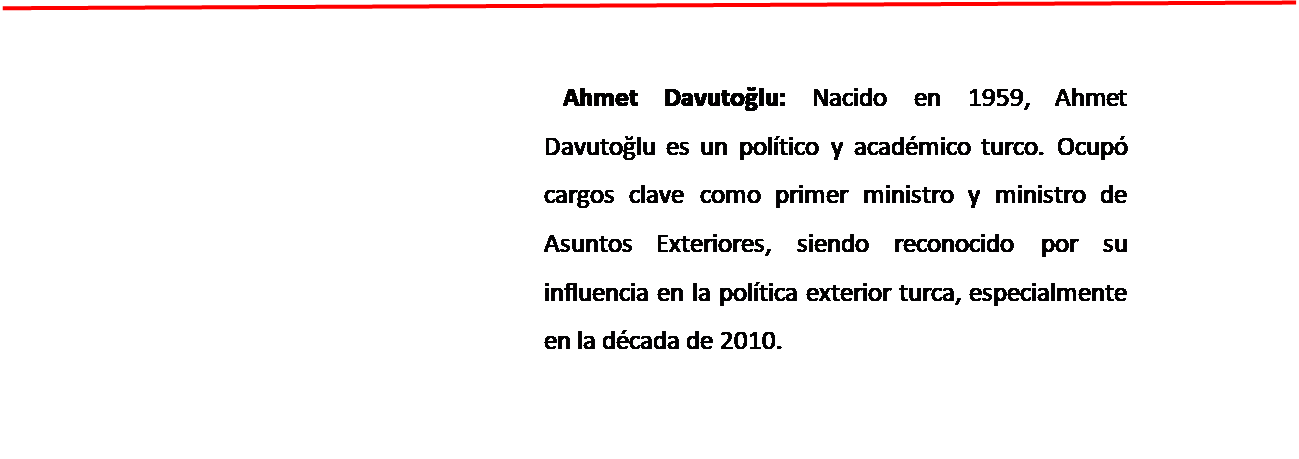 Ahmet Davutoğlu: Nacido en 1959, Ahmet
Davutoğlu es un político y académico turco. Ocupó
cargos clave como primer ministro y ministro de
Asuntos Exteriores, siendo reconocido por su
influencia en la política exterior turca, especialmente
en la década de 2010.